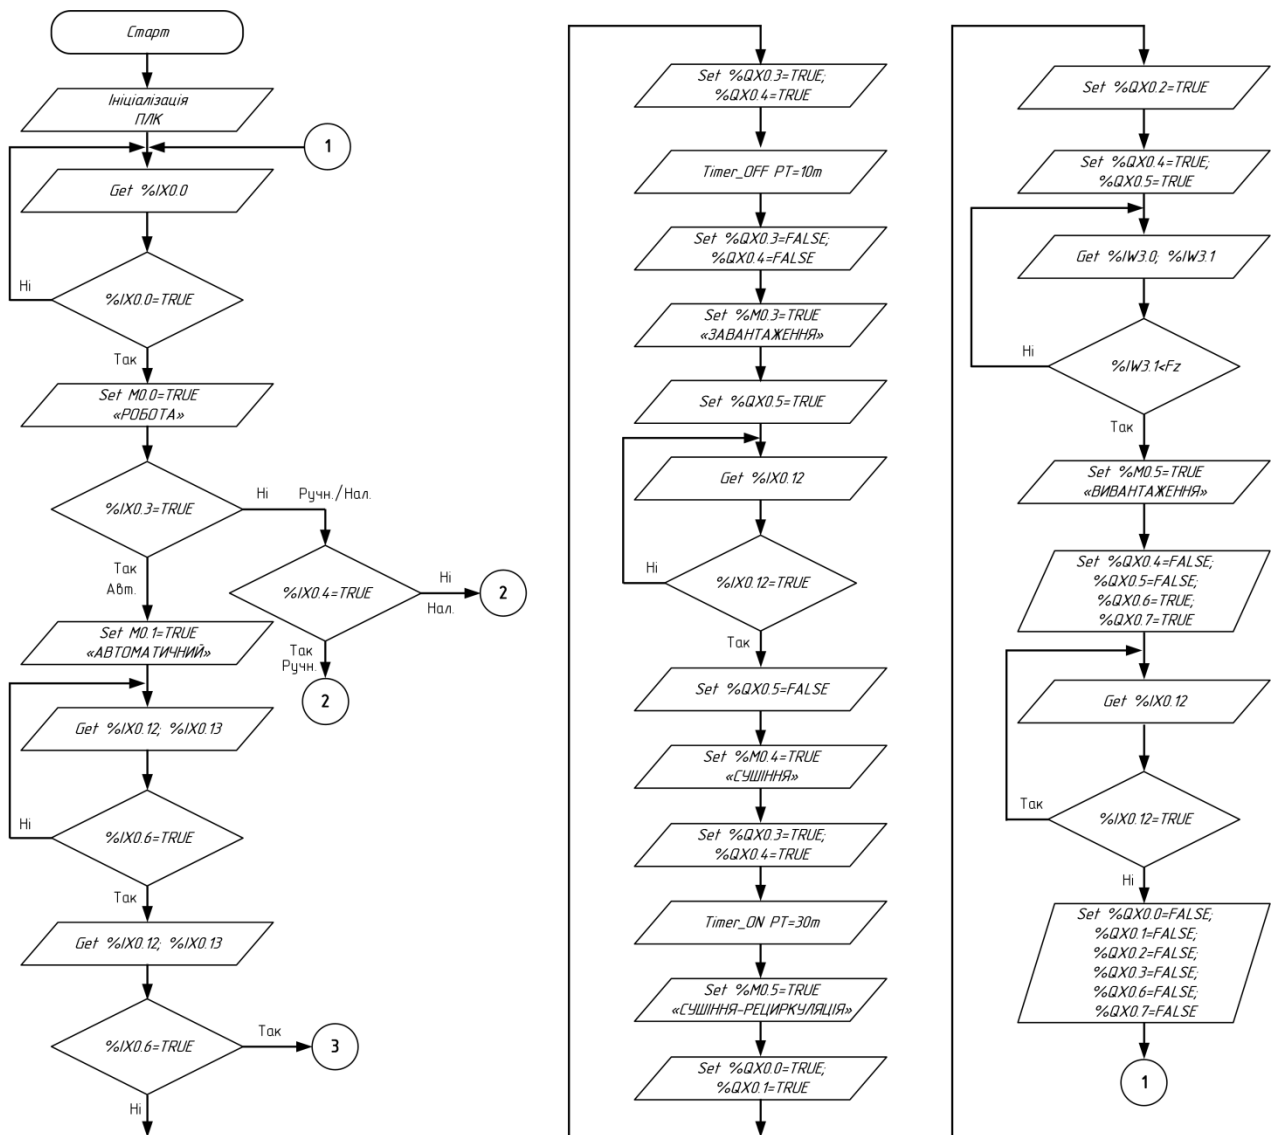 Старт
Ініціалізація
ПЛК
1
Get %IX0.0
%IX0.0=TRUE
Ні
Так
Set M0.0=TRUE
«РОБОТА»
%IX0.3=TRUE
Ні
Ручн./Нал.
Так
Авт.
%IX0.4=TRUE
Ні
Нал.
2
Так
Ручн.
2
Set M0.1=TRUE
«АВТОМАТИЧНИЙ»
Get %IX0.12; %IX0.13
%IX0.6=TRUE
Ні
Так
Get %IX0.12; %IX0.13
%IX0.6=TRUE
Так
3
Ні
Set %QX0.3=TRUE;
%QX0.4=TRUE
Timer_OFF PT=10m
Set %QX0.3=FALSE;
%QX0.4=FALSE
Set %M0.3=TRUE
«ЗАВАНТАЖЕННЯ»
Set %QX0.5=TRUE
Get %IX0.12
Ні
%IX0.12=TRUE
Так
Set %QX0.5=FALSE
Set %M0.4=TRUE
«СУШІННЯ»
Set %QX0.3=TRUE;
%QX0.4=TRUE
Timer_ON PT=30m
Set %M0.5=TRUE
«СУШІННЯ-РЕЦИРКУЛЯЦІЯ»
Set %QX0.0=TRUE;
%QX0.1=TRUE
Set %QX0.2=TRUE
Set %QX0.4=TRUE;
%QX0.5=TRUE
Get %IW3.0; %IW3.1
Ні
%IW3.1<Fz
Так
Set %M0.5=TRUE
«ВИВАНТАЖЕННЯ»
Set %QX0.4=FALSE;
%QX0.5=FALSE;
%QX0.6=TRUE;
%QX0.7=TRUE
Get %IX0.12
Так
%IX0.12=TRUE
Ні
Set %QX0.0=FALSE;
%QX0.1=FALSE;
%QX0.2=FALSE;
%QX0.3=FALSE;
%QX0.6=FALSE;
%QX0.7=FALSE
1